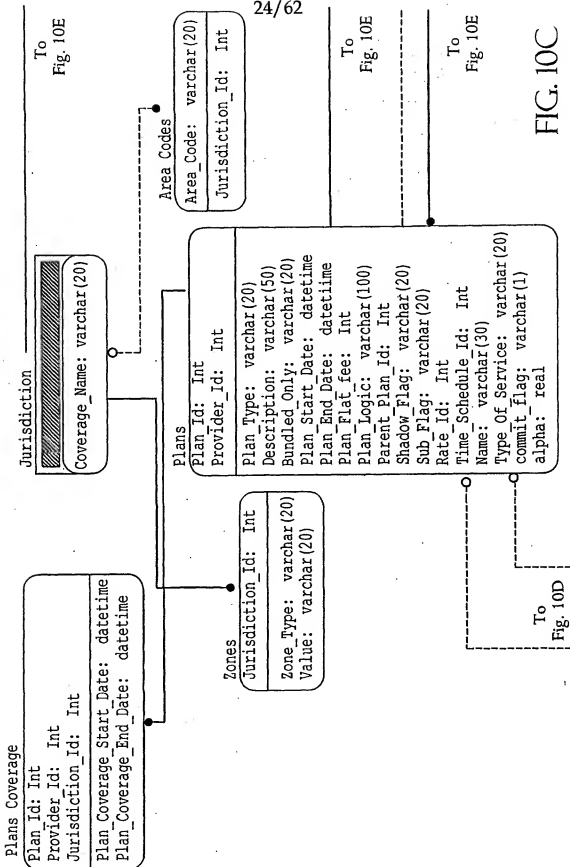 24/62
Plans Coverage
Plan_Id: Int
Provider_Id: Int
Jurisdiction_Id: Int
Plan_Coverage_Start_Date: datetime
Plan_Coverage_End_Date: datetime
Jurisdiction
Coverage_Name: varchar(20)
To
Fig. 10E
Zones
Jurisdiction_Id: Int
Zone_Type: varchar(20)
Value: varchar(20)
Area Codes
Area_Code: varchar(20)
Jurisdiction_Id: Int
Plans
Plan_Id: Int
Provider_Id: Int
Plan_Type: varchar(20)
Description: varchar(50)
Bundled_Only: varchar(20)
Plan_Start_Date: datetime
Plan_End_Date: datetiime
Plan_Flat_fee: Int
Plan_Logic: varchar(100)
Parent_Plan_Id: Int
Shadow_Flag: varchar(20)
Sub_Flag: varchar(20)
Rate_Id: Int
Time_Schedule_Id: Int
Name: varchar(30)
Type_Of_Service: varchar(20)
commit_flag: varchar(1)
alpha: real
To
Fig. 10E
To
Fig. 10E
To
Fig. 10D
FIG. 10C